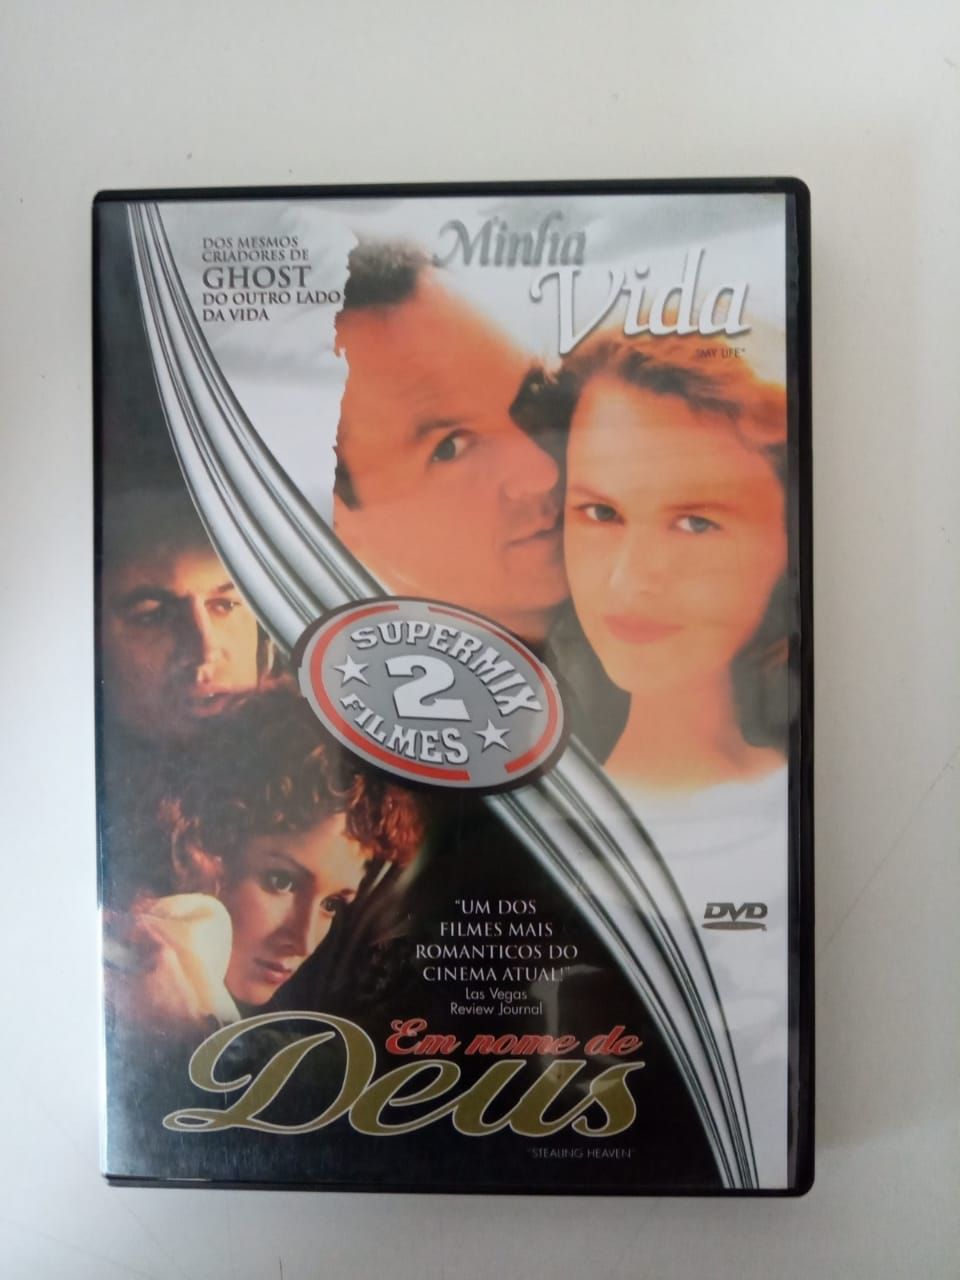 DOS MESMOS
CRIADORES DE
GHOST
DO OUTRO LADO
DA VIDA
Minha
Vida
"MY LIFE"
SUPERMIX
2
FILMES
"UM DOS
FILMES MAIS
ROMANTICOS DO
CINEMA ATUAL!"
Las Vegas
Review Journal
DVD
Em nome de
Deus
"STEALING HEAVEN"